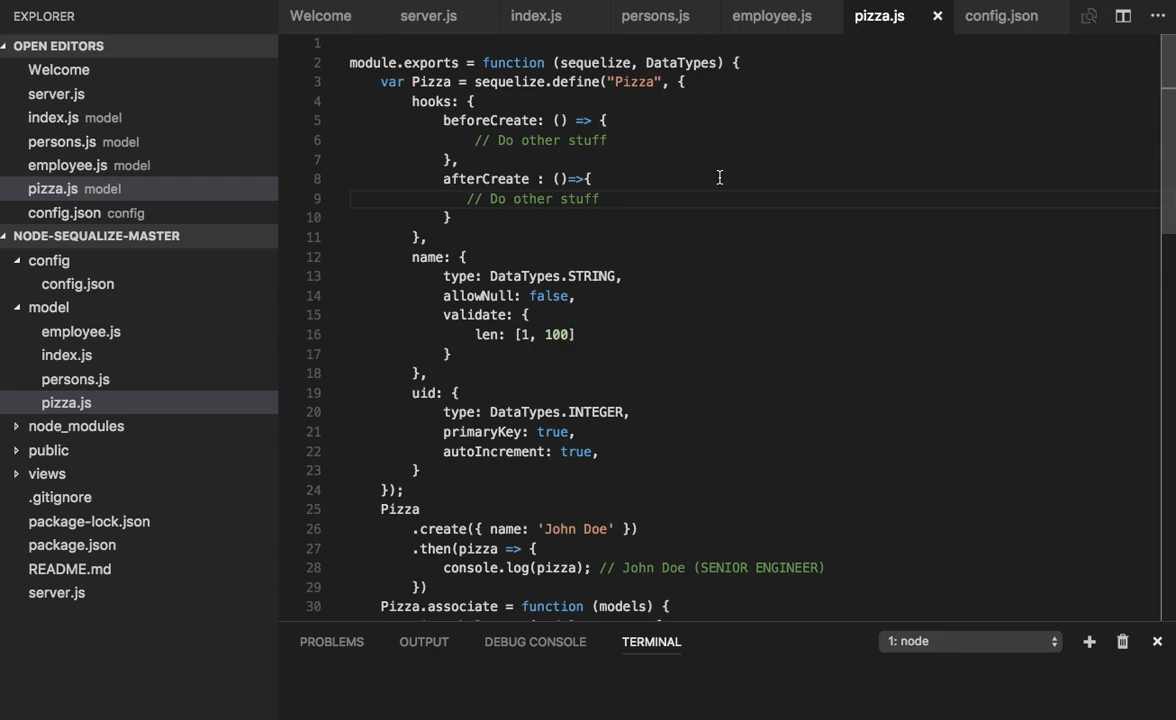 EXPLORER
Welcome server.js index.js persons.js employee.js pizza.js config.json
OPEN EDITORS
Welcome
server.js
index.js model
persons.js model
employee.js model
pizza.js model
config.json config
NODE-SEQUALIZE-MASTER
config
config.json
model
employee.js
index.js
persons.js
pizza.js
node_modules
public
views
.gitignore
package-lock.json
package.json
README.md
server.js
1
2 module.exports = function (sequelize, DataTypes) {
3 var Pizza = sequelize.define("Pizza", {
4 hooks: {
5 beforeCreate: () => {
6 // Do other stuff
7 },
8 afterCreate : ()=>{
9 // Do other stuff
10 }
11 },
12 name: {
13 type: DataTypes.STRING,
14 allowNull: false,
15 validate: {
16 len: [1, 100]
17 }
18 },
19 uid: {
20 type: DataTypes.INTEGER,
21 primaryKey: true,
22 autoIncrement: true,
23 }
24 });
25 Pizza
26 .create({ name: 'John Doe' })
27 .then(pizza => {
28 console.log(pizza); // John Doe (SENIOR ENGINEER)
29 })
30 Pizza.associate = function (models) {
PROBLEMS OUTPUT DEBUG CONSOLE TERMINAL 1: node